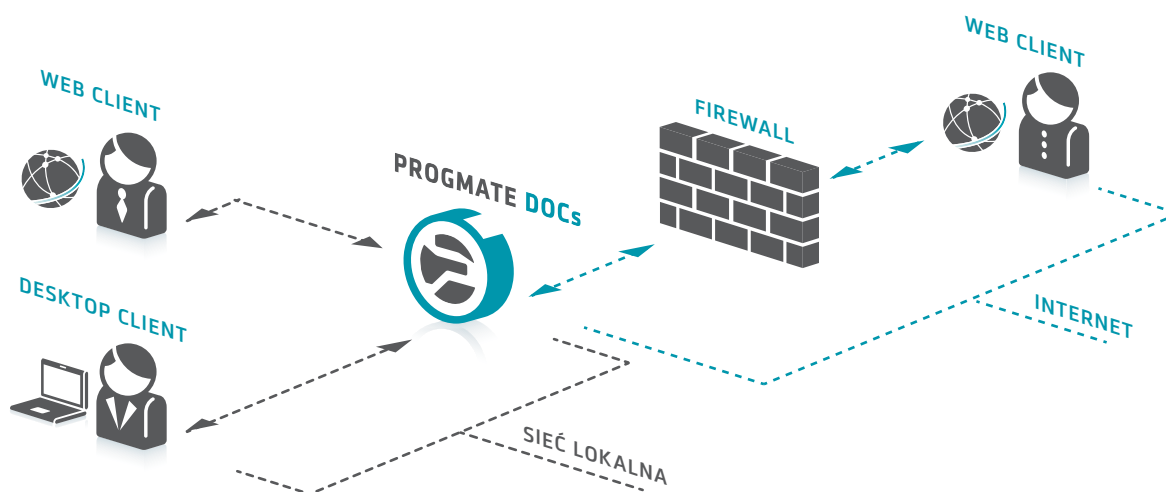 WEB CLIENT
WEB CLIENT
FIREWALL
PROGMATE DOCs
DESKTOP CLIENT
INTERNET
SIEĆ LOKALNA